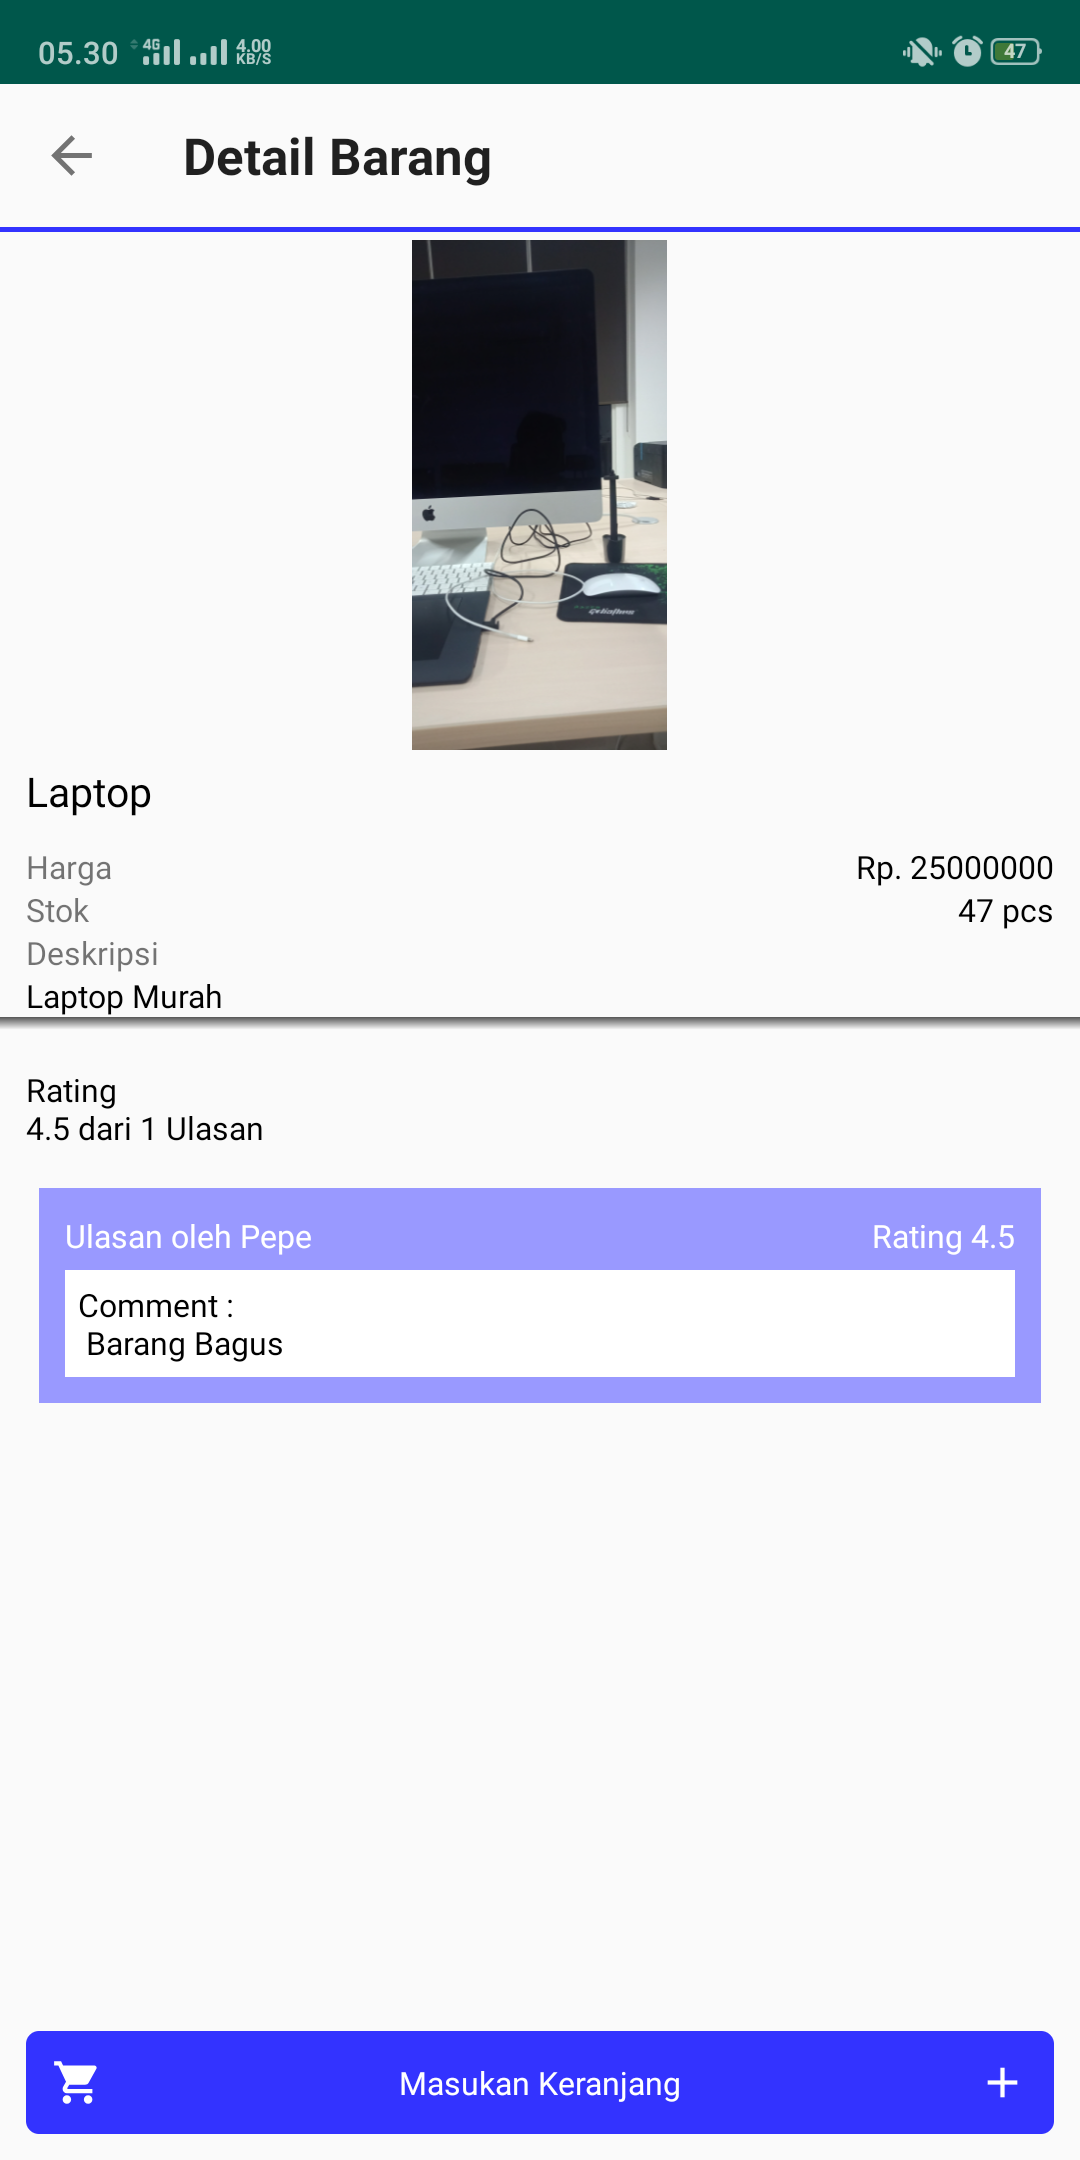 05.30 4G 4.00 KB/S 47
Detail Barang
Laptop
Harga Rp. 25000000
Stok 47 pcs
Deskripsi
Laptop Murah
Rating
4.5 dari 1 Ulasan
Ulasan oleh Pepe Rating 4.5
Comment :
Barang Bagus
Masukan Keranjang